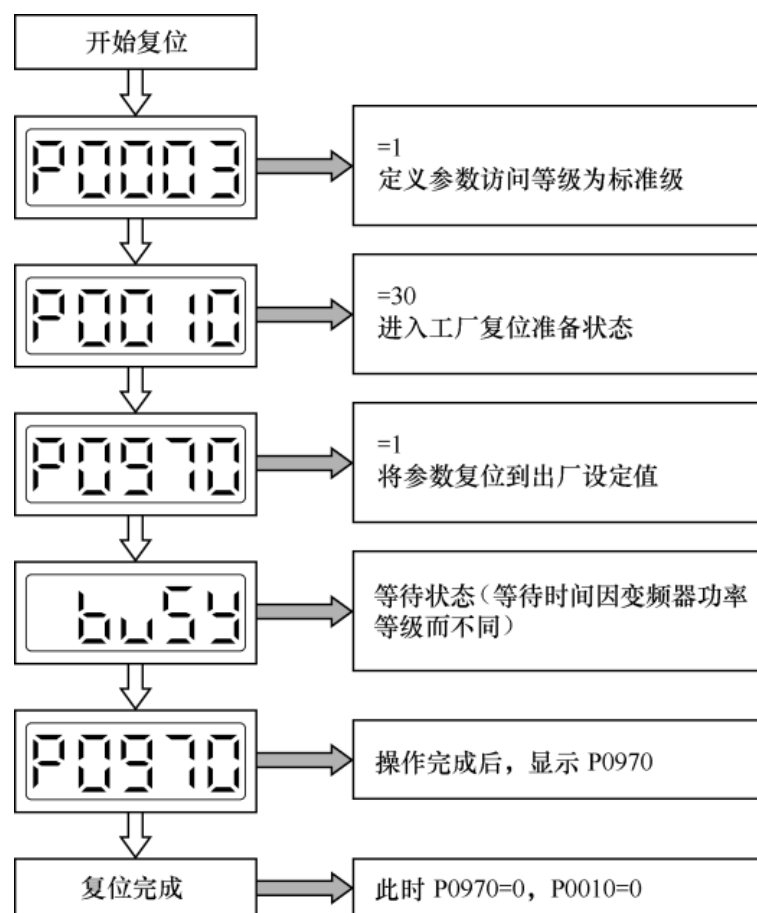 开始复位
P0003
=1
定义参数访问等级为标准级
P0010
=30
进入工厂复位准备状态
P0970
=1
将参数复位到出厂设定值
busy
等待状态（等待时间因变频器功率
等级而不同）
P0970
操作完成后，显示 P0970
复位完成
此时 P0970=0，P0010=0